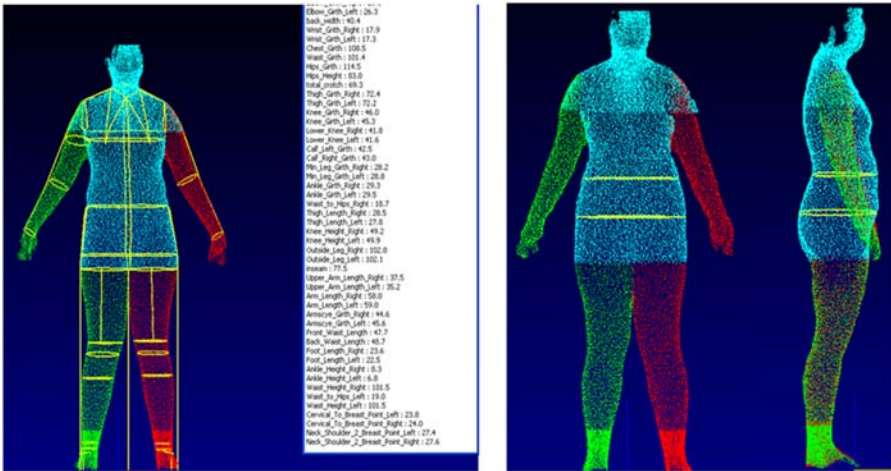 Elbow_Girth_Left : 26.3
back_width : 40.4
Wrist_Girth_Right : 17.9
Wrist_Girth_Left : 17.3
Chest_Girth : 108.5
Waist_Girth : 101.4
Hips_Girth : 114.5
Hips_Height : 83.0
total_crotch : 69.3
Thigh_Girth_Right : 72.4
Thigh_Girth_Left : 72.2
Knee_Girth_Right : 46.0
Knee_Girth_Left : 45.3
Lower_Knee_Right : 41.8
Lower_Knee_Left : 41.6
Calf_Left_Girth : 42.5
Calf_Right_Girth : 43.0
Min_Leg_Girth_Right : 28.2
Min_Leg_Girth_Left : 28.8
Ankle_Girth_Right : 29.3
Ankle_Girth_Left : 29.5
Waist_to_Hips_Right : 18.7
Thigh_Length_Right : 28.5
Thigh_Length_Left : 27.8
Knee_Height_Right : 49.2
Knee_Height_Left : 49.9
Outside_Leg_Right : 102.0
Outside_Leg_Left : 102.1
inseam : 77.5
Upper_Arm_Length_Right : 37.5
Upper_Arm_Length_Left : 35.2
Arm_Length_Right : 58.0
Arm_Length_Left : 59.0
Armscye_Girth_Right : 44.6
Armscye_Girth_Left : 45.6
Front_Waist_Length : 47.7
Back_Waist_Length : 48.7
Foot_Length_Right : 23.6
Foot_Length_Left : 22.5
Ankle_Height_Right : 8.3
Ankle_Height_Left : 6.8
Waist_Height_Right : 101.5
Waist_to_Hips_Left : 19.0
Waist_Height_Left : 101.5
Cervical_To_Breast_Point_Left : 23.8
Cervical_To_Breast_Point_Right : 24.0
Neck_Shoulder_2_Breast_Point_Left : 27.4
Neck_Shoulder_2_Breast_Point_Right : 27.6